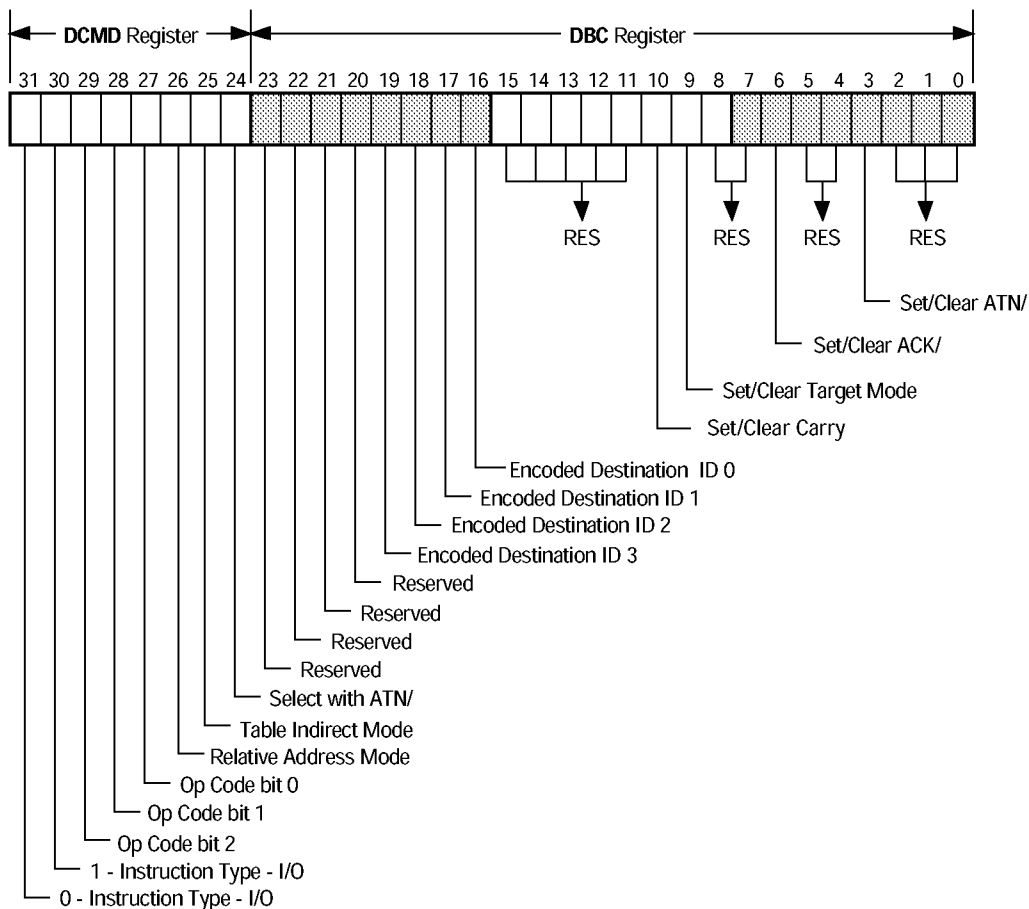 DCMD Register DBC Register
31 30 29 28 27 26 25 24 23 22 21 20 19 18 17 16 15 14 13 12 11 10 9 8 7 6 5 4 3 2 1 0
RES RES RES RES
Set/Clear ATN/
Set/Clear ACK/
Set/Clear Target Mode
Set/Clear Carry
Encoded Destination ID 0
Encoded Destination ID 1
Encoded Destination ID 2
Encoded Destination ID 3
Reserved
Reserved
Reserved
Reserved
Select with ATN/
Table Indirect Mode
Relative Address Mode
Op Code bit 0
Op Code bit 1
Op Code bit 2
1 - Instruction Type - I/O
0 - Instruction Type - I/O